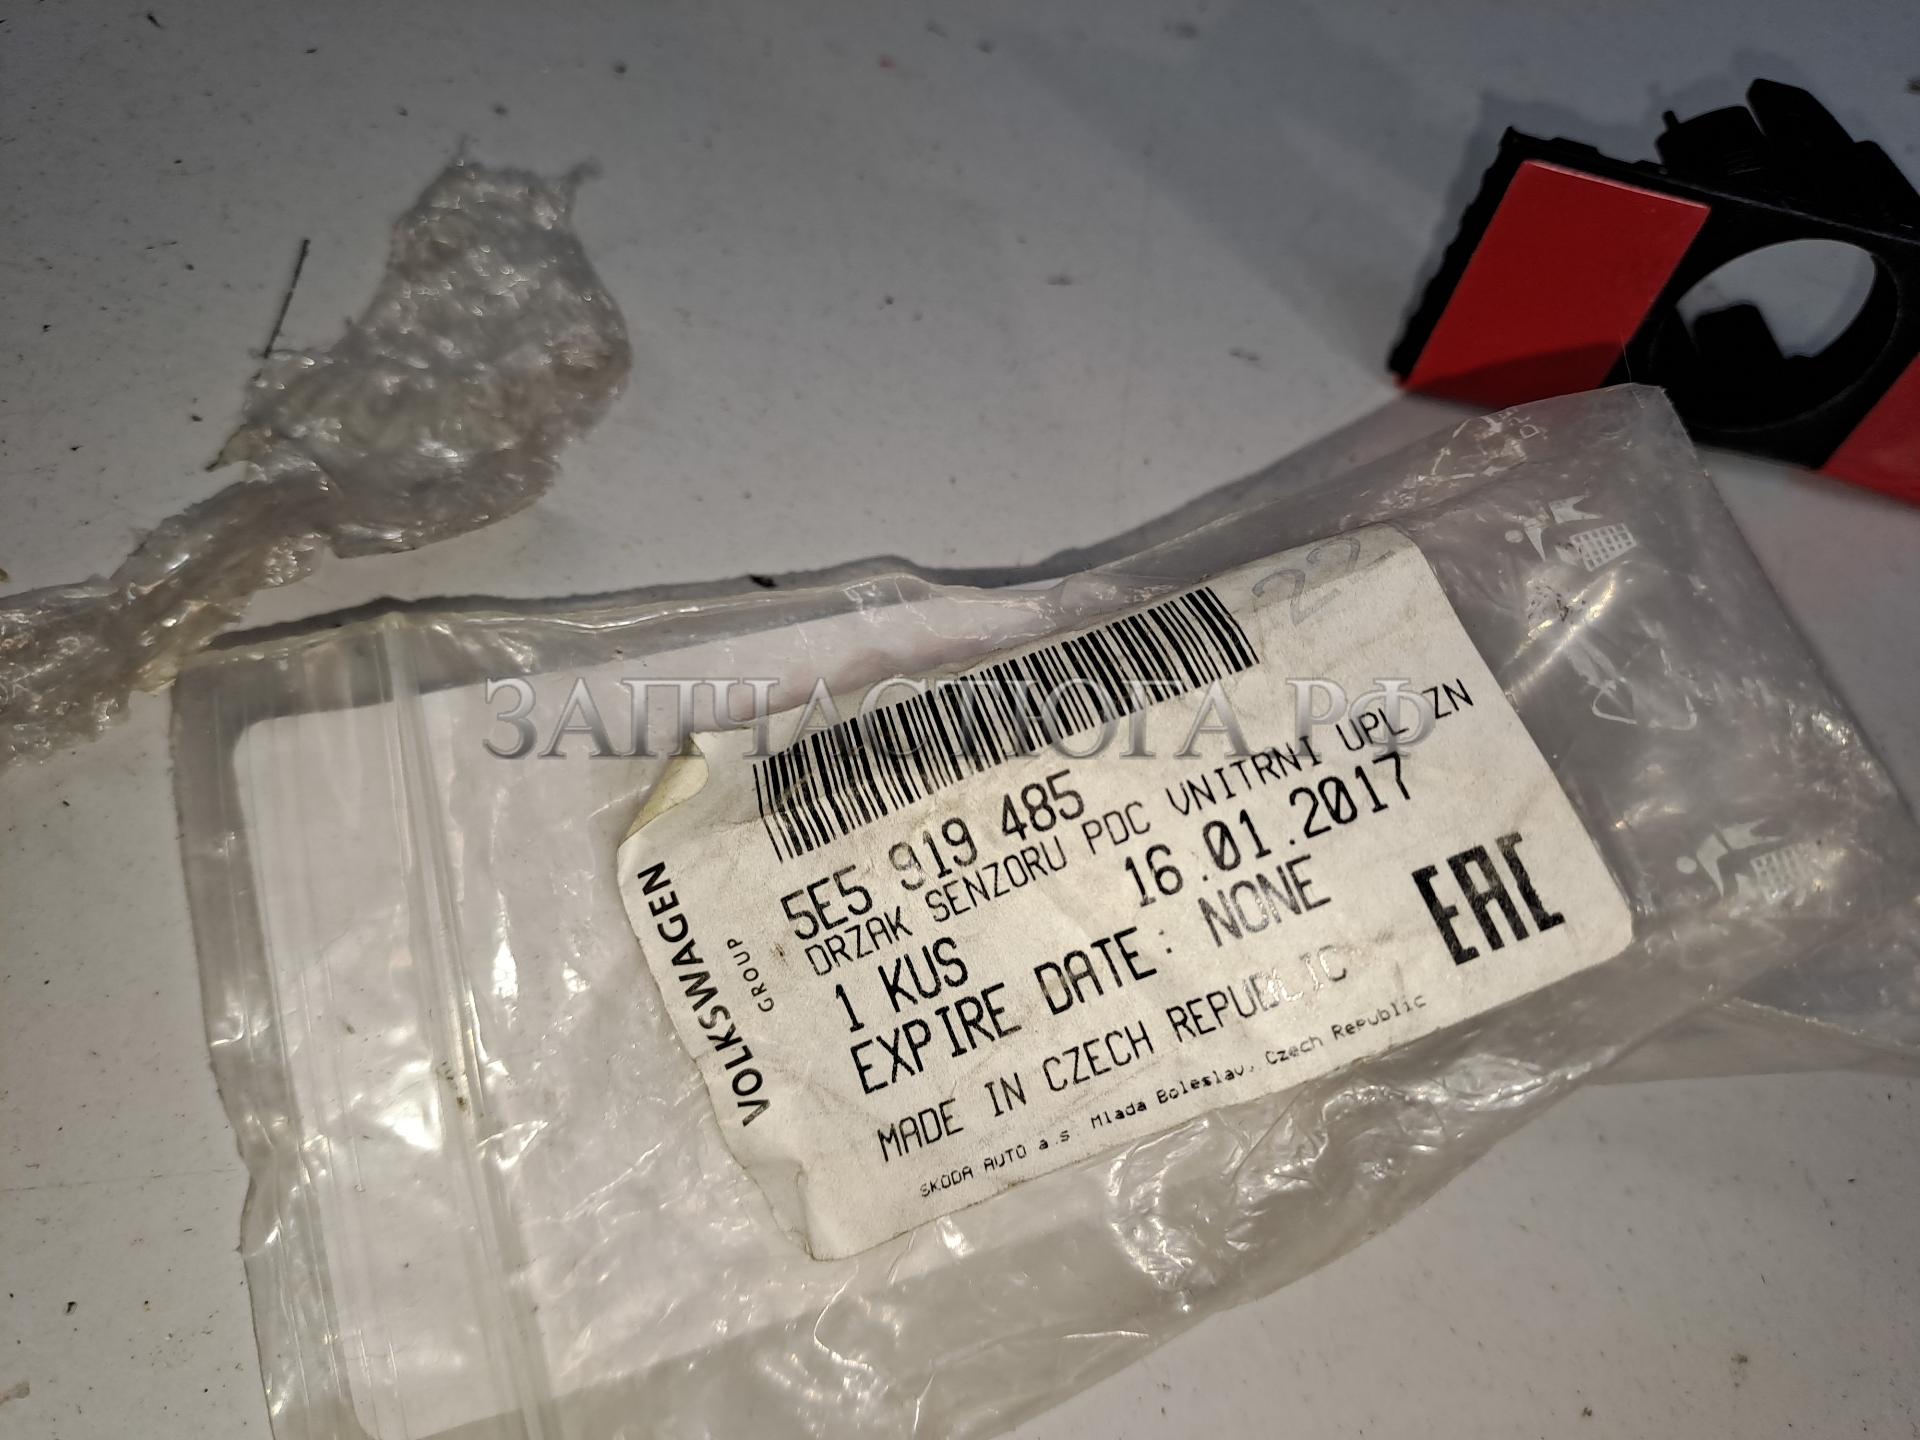 22
ЗАПЧАСТЮГА.РФ
5E5 919 485
DRZAK SENZORU PDC VNITRNI UPL ZN
16.01.2017
1 KUS
EXPIRE DATE: NONE
EAC
MADE IN CZECH REPUBLIC
SKODA AUTO a.s. Mlada Boleslav, Czech Republic
VOLKSWAGEN
GROUP